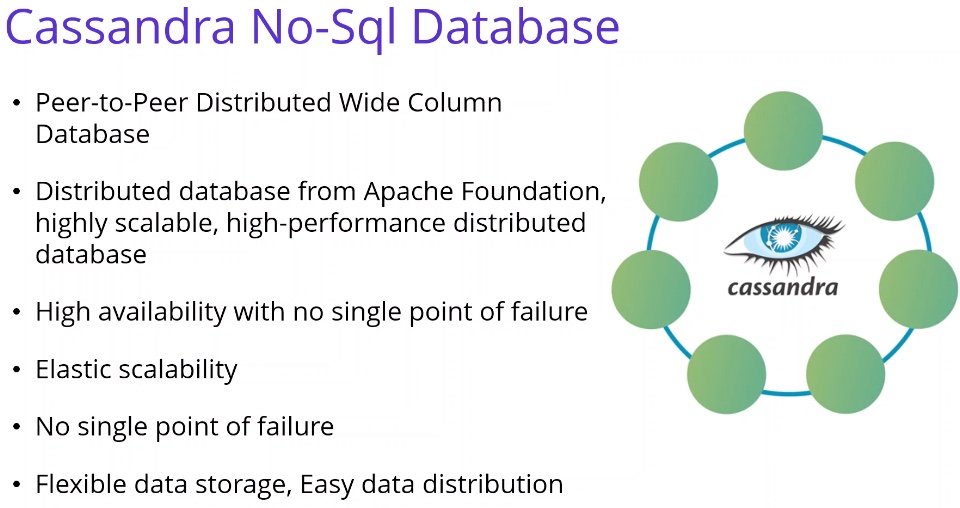 Cassandra No-Sql Database
• Peer-to-Peer Distributed Wide Column
Database
• Distributed database from Apache Foundation,
highly scalable, high-performance distributed
database
• High availability with no single point of failure
• Elastic scalability
• No single point of failure
• Flexible data storage, Easy data distribution
cassandra